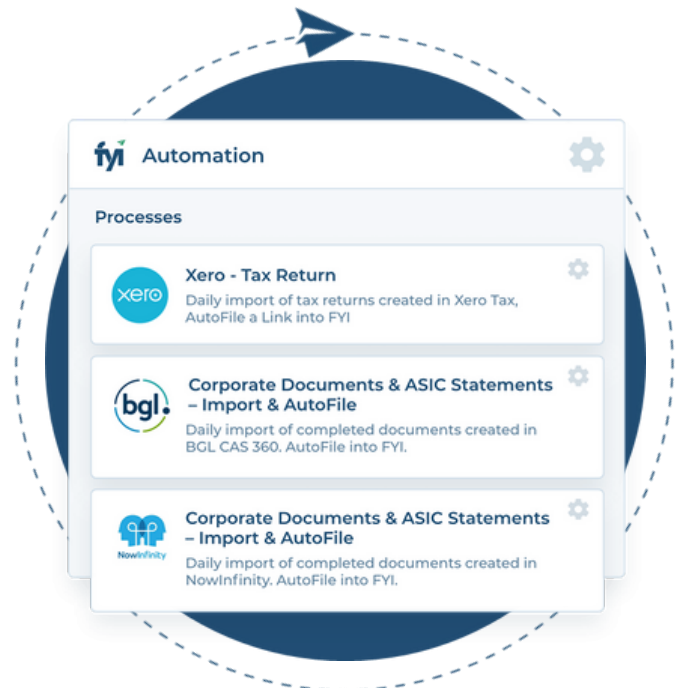 fyi Automation
Processes
xero
Xero - Tax Return
Daily import of tax returns created in Xero Tax,
AutoFile a Link into FYI
bgl.
Corporate Documents & ASIC Statements
– Import & AutoFile
Daily import of completed documents created in
BGL CAS 360. AutoFile into FYI.
NowInfinity
Corporate Documents & ASIC Statements
– Import & AutoFile
Daily import of completed documents created in
NowInfinity. AutoFile into FYI.